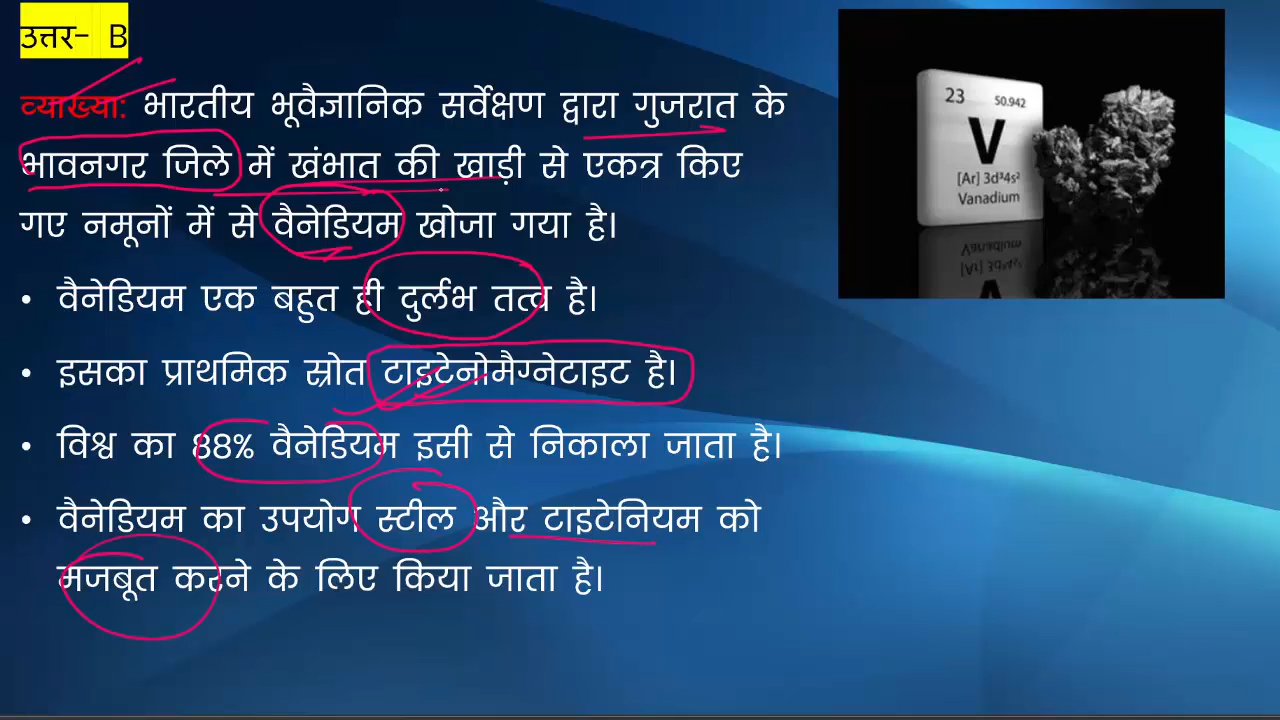 उत्तर- B
व्याख्या: भारतीय भूवैज्ञानिक सर्वेक्षण द्वारा गुजरात के
भावनगर जिले में खंभात की खाड़ी से एकत्र किए
गए नमूनों में से वैनेडियम खोजा गया है।
• वैनेडियम एक बहुत ही दुर्लभ तत्व है।
• इसका प्राथमिक स्रोत टाइटेनोमैग्नेटाइट है।
• विश्व का 88% वैनेडियम इसी से निकाला जाता है।
• वैनेडियम का उपयोग स्टील और टाइटेनियम को
मजबूत करने के लिए किया जाता है।
23 50.942
V
[Ar] 3d³4s²
Vanadium